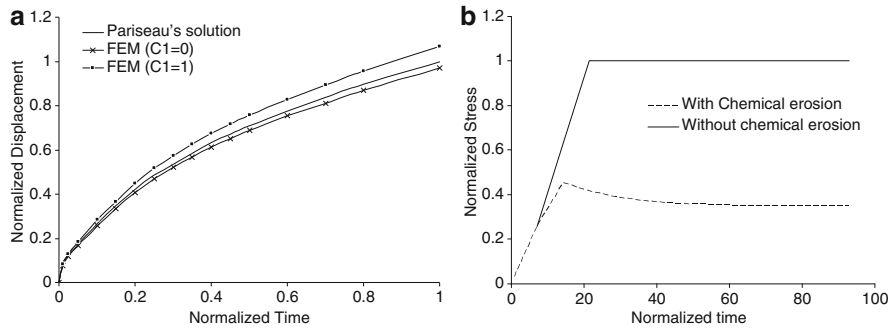 a
1.2
1
0.8
0.6
0.4
0.2
0
Normalized Displacement
Pariseau's solution
FEM (C1=0)
FEM (C1=1)
0 0.2 0.4 0.6 0.8 1
Normalized Time
b
1.2
1
0.8
0.6
0.4
0.2
0
Normalized Stress
With Chemical erosion
Without chemical erosion
0 20 40 60 80 100
Normalized time